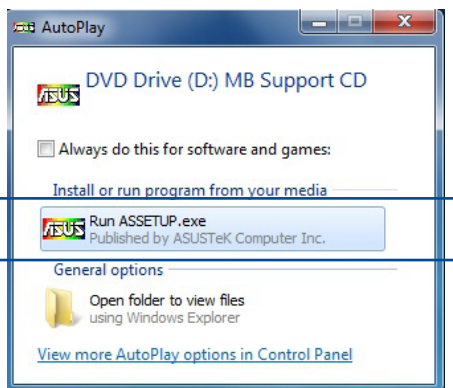 AutoPlay
DVD Drive (D:) MB Support CD
ASUS
Always do this for software and games:
Install or run program from your media
ASUS
Run ASSETUP.exe
Published by ASUSTeK Computer Inc.
General options
Open folder to view files
using Windows Explorer
View more AutoPlay options in Control Panel